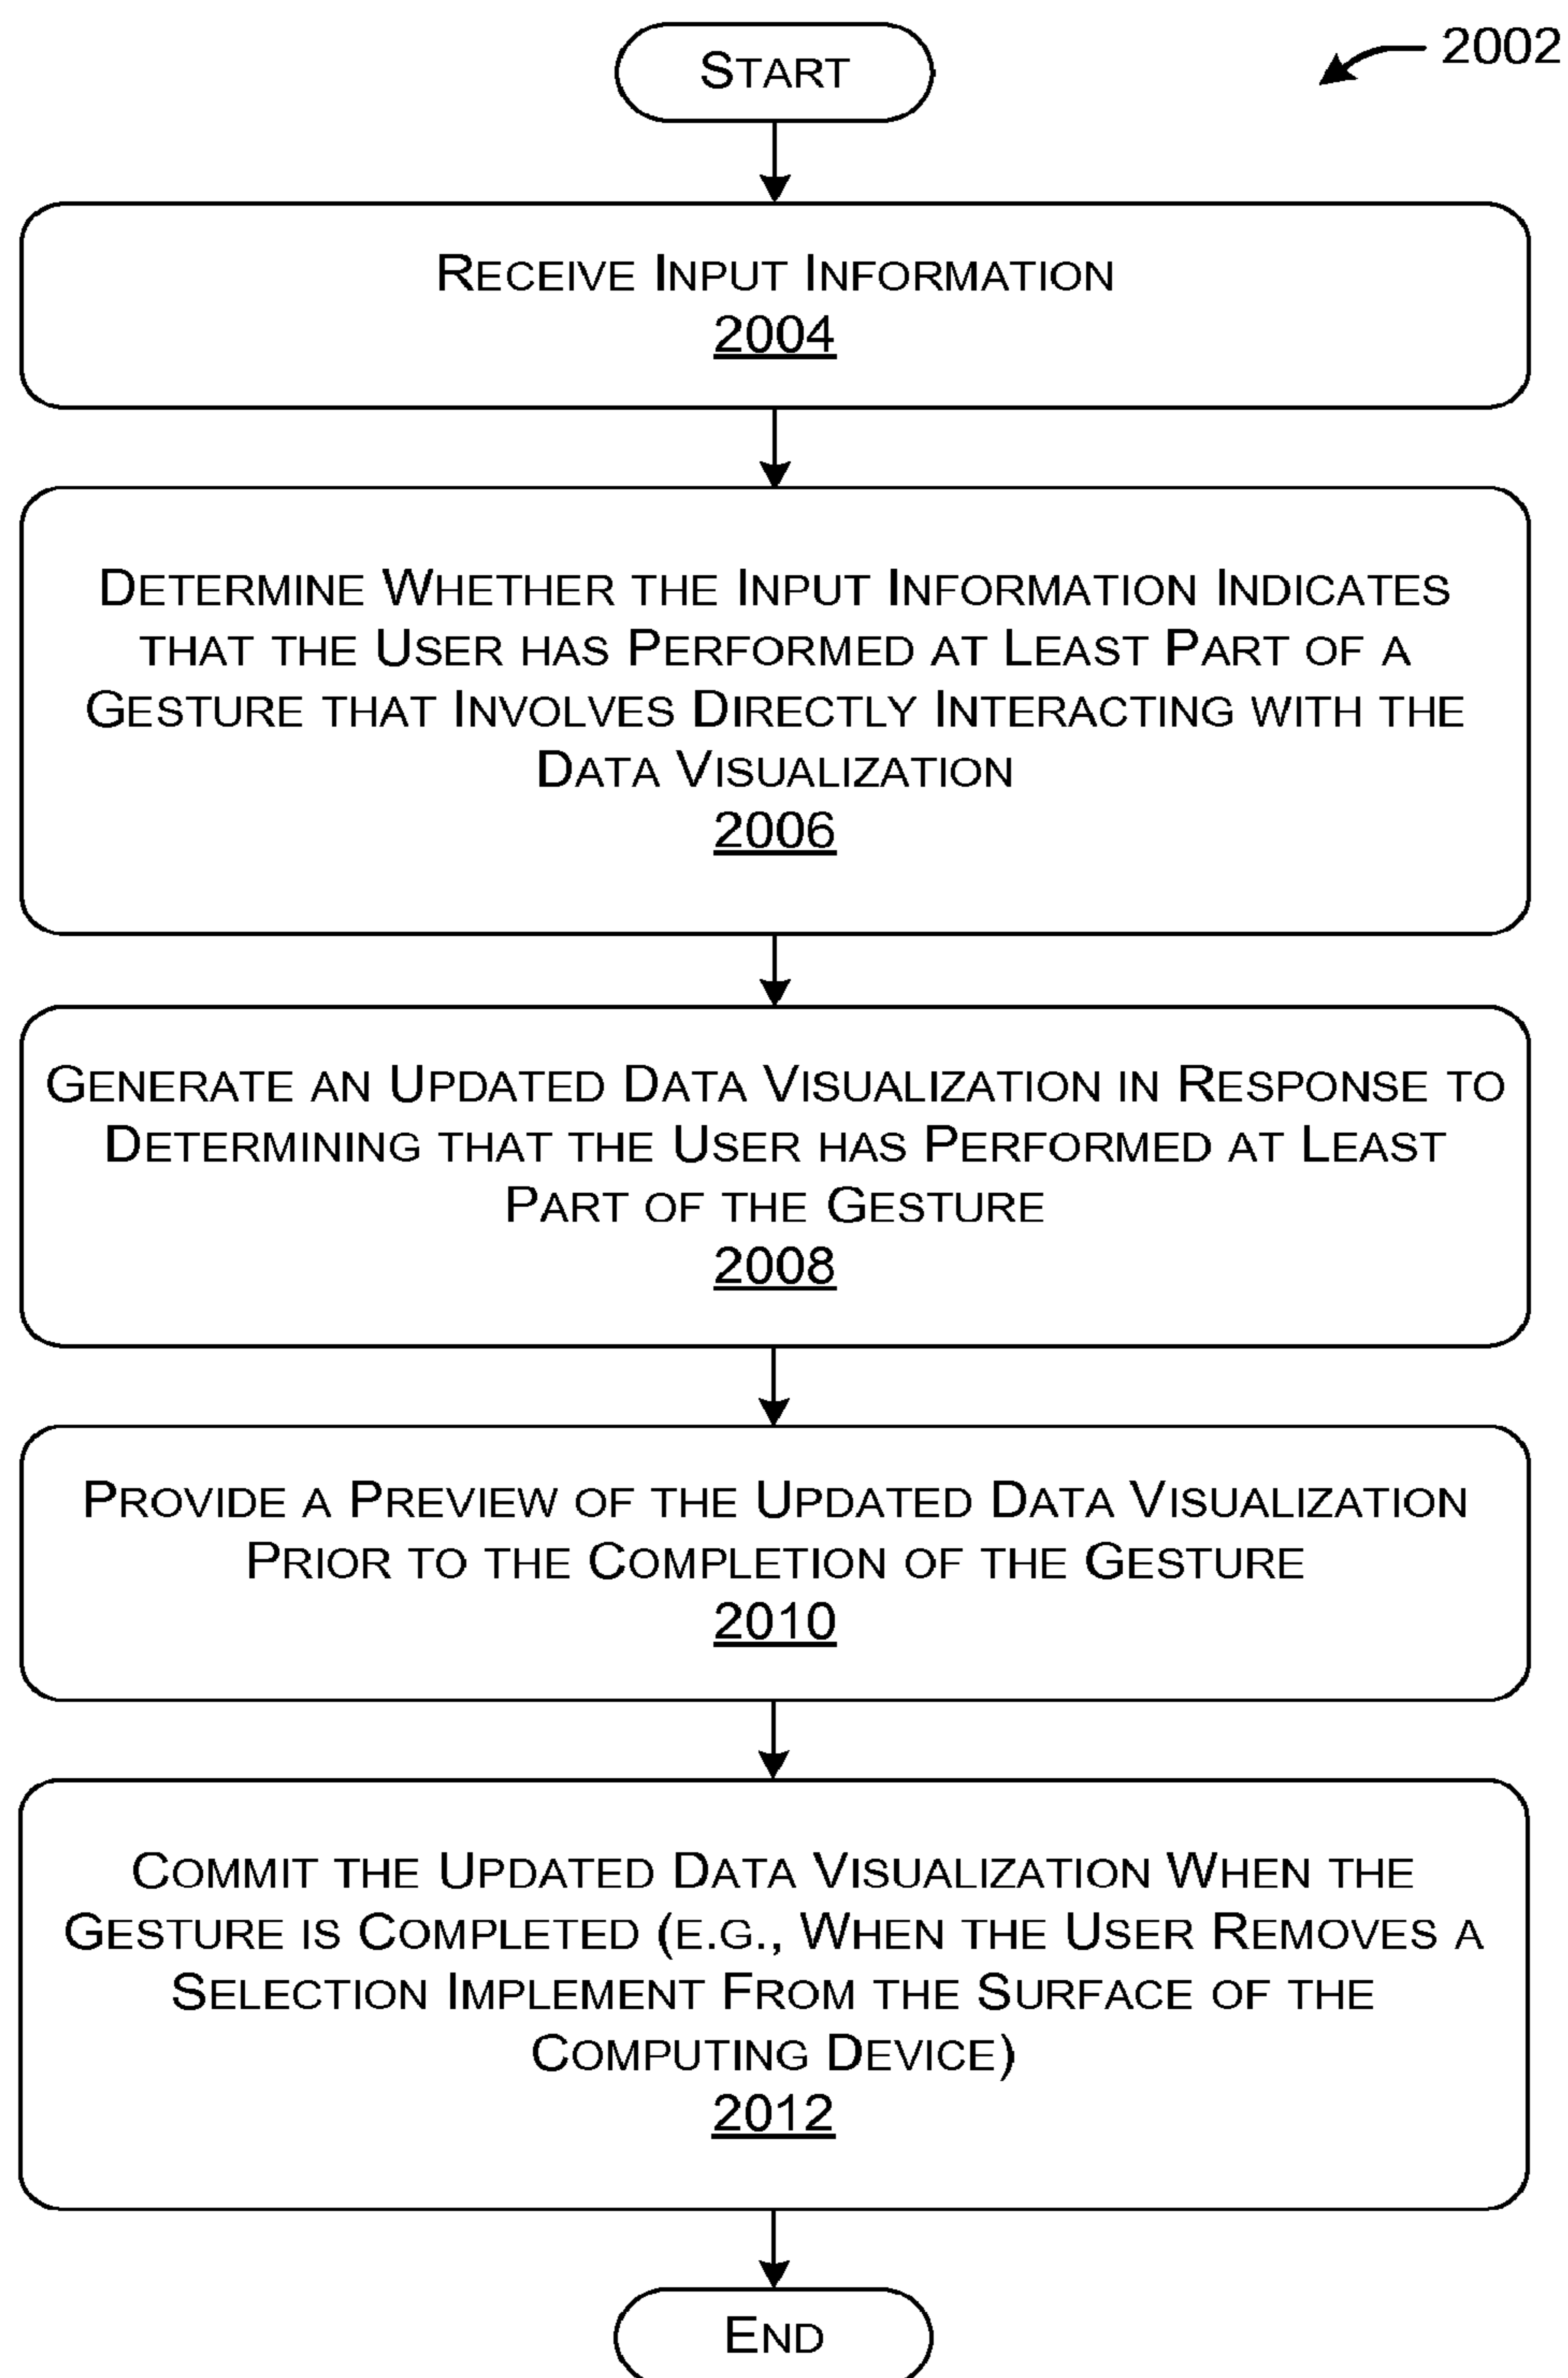 START
2002
RECEIVE INPUT INFORMATION
2004
DETERMINE WHETHER THE INPUT INFORMATION INDICATES
THAT THE USER HAS PERFORMED AT LEAST PART OF A
GESTURE THAT INVOLVES DIRECTLY INTERACTING WITH THE
DATA VISUALIZATION
2006
GENERATE AN UPDATED DATA VISUALIZATION IN RESPONSE TO
DETERMINING THAT THE USER HAS PERFORMED AT LEAST
PART OF THE GESTURE
2008
PROVIDE A PREVIEW OF THE UPDATED DATA VISUALIZATION
PRIOR TO THE COMPLETION OF THE GESTURE
2010
COMMIT THE UPDATED DATA VISUALIZATION WHEN THE
GESTURE IS COMPLETED (E.G., WHEN THE USER REMOVES A
SELECTION IMPLEMENT FROM THE SURFACE OF THE
COMPUTING DEVICE)
2012
END